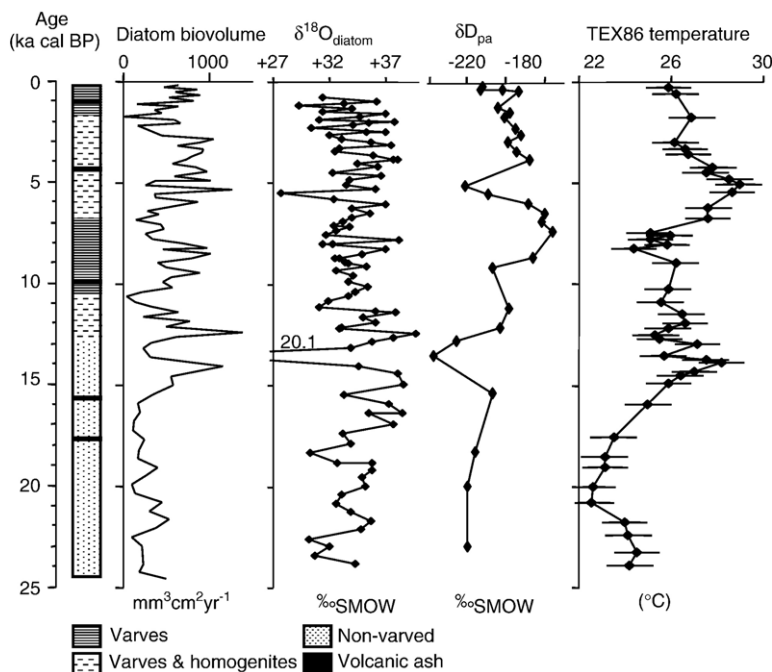 Age
(ka cal BP)
Diatom biovolume
δ18Odiatom
δDpa
TEX86 temperature
0 1000
+27 +32 +37
-220 -180
22 26 30
0
5
10
15
20
25
20.1
mm3cm2yr-1
‰SMOW
‰SMOW
(°C)
Varves
Non-varved
Varves & homogenites
Volcanic ash